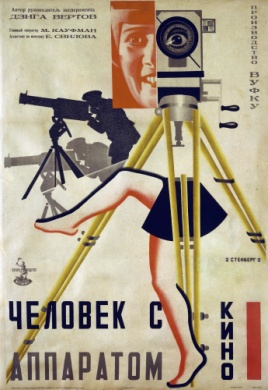 Автор руководитель эксперимента
ДЗИГА ВЕРТОВ
Главный оператор М. КАУФМАН
Ассистент по монтажу Е. СВИЛОВА
ПРОИЗВОДСТВО
ВУФКУ
2 СТЕНБЕРГ 2
ЧЕЛОВЕК С
КИНО
АППАРАТОМ